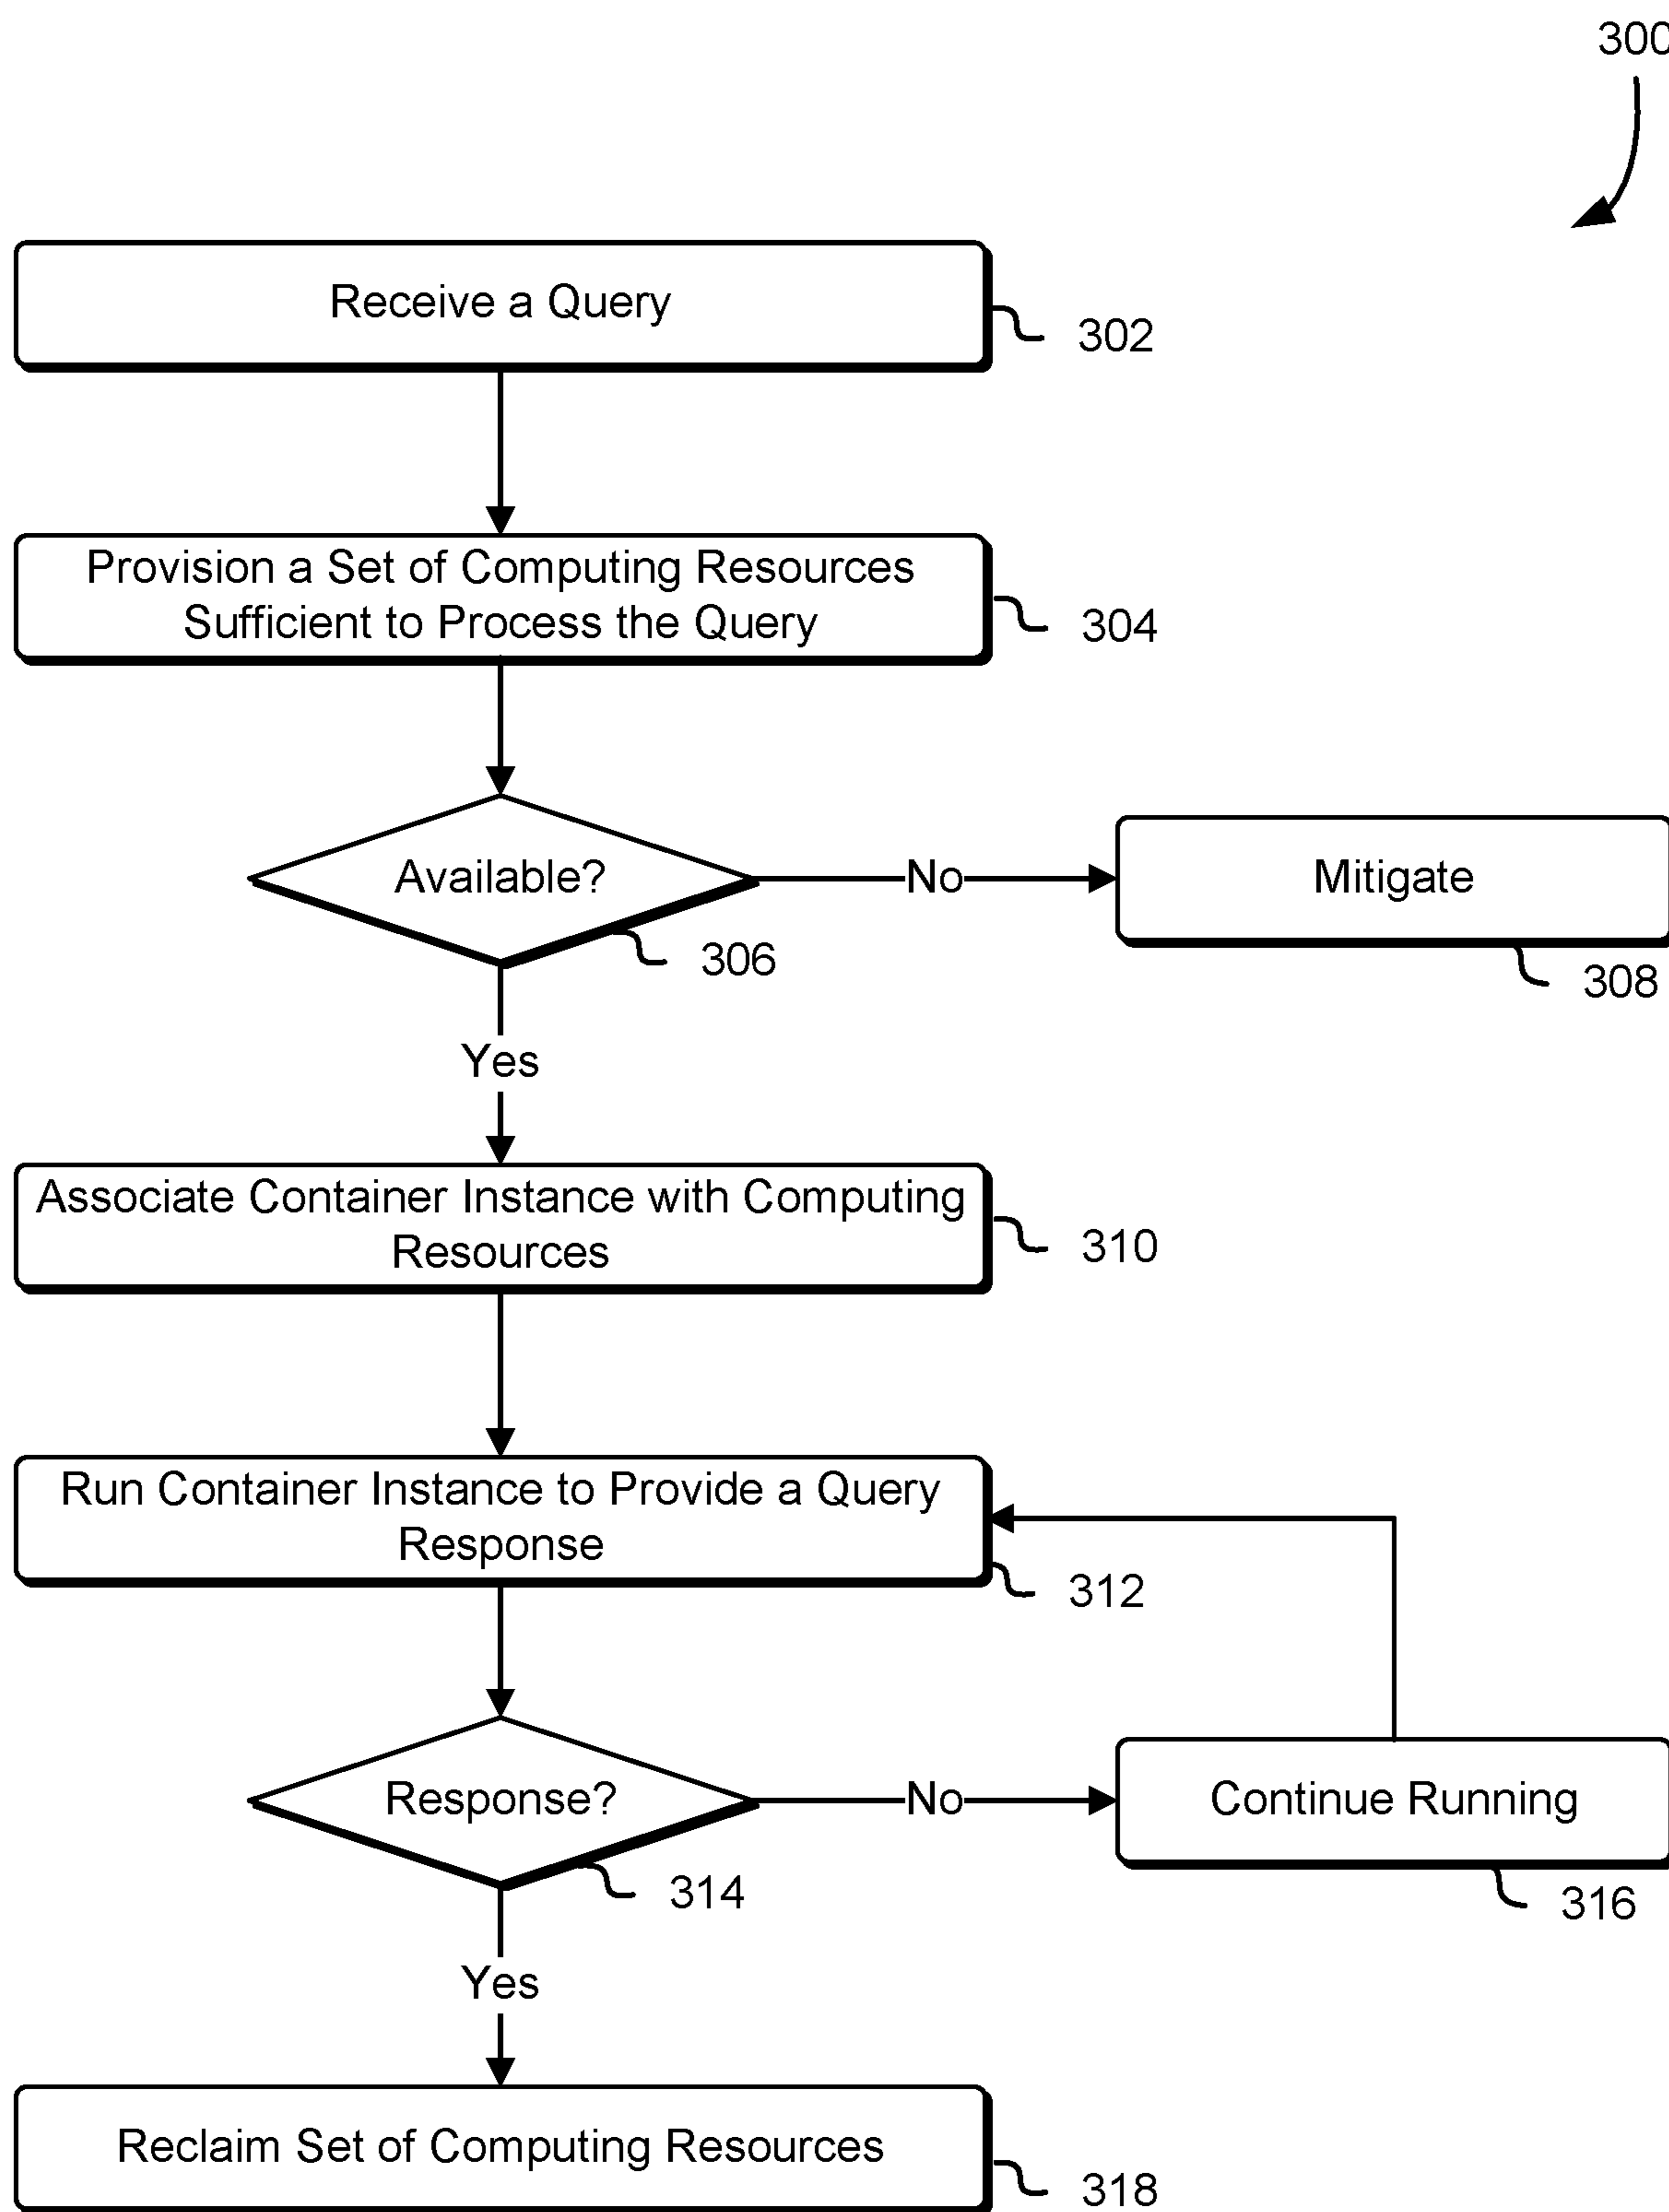 300
Receive a Query
302
Provision a Set of Computing Resources
Sufficient to Process the Query
304
Available?
No
Mitigate
306
308
Yes
Associate Container Instance with Computing
Resources
310
Run Container Instance to Provide a Query
Response
312
Response?
No
Continue Running
314
316
Yes
Reclaim Set of Computing Resources
318